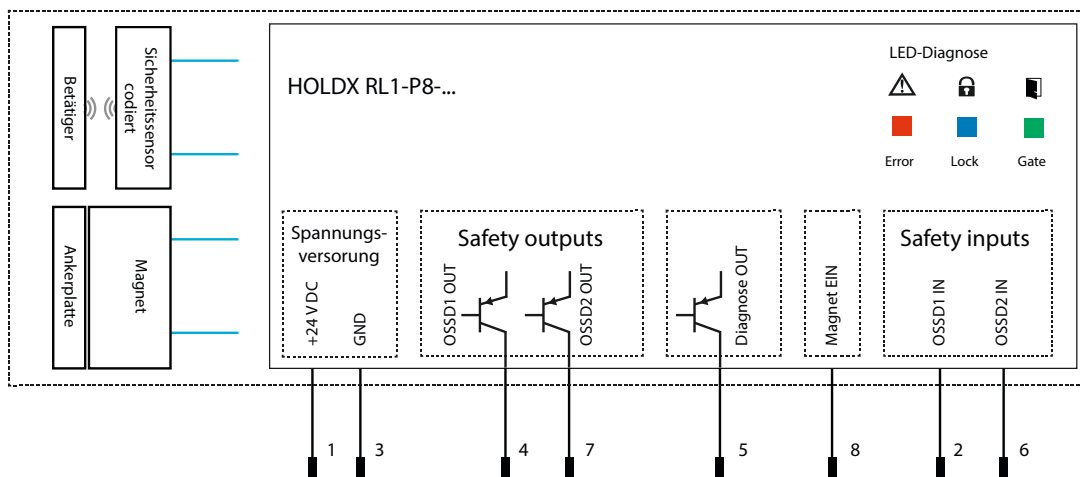 Betätiger
Sicherheitssensor
codiert
Ankerplatte
Magnet
HOLDX RL1-P8-...
LED-Diagnose
Error
Lock
Gate
Spannungs-
versorung
+24 VDC
GND
Safety outputs
OSSD1 OUT
OSSD2 OUT
Diagnose OUT
Magnet EIN
Safety inputs
OSSD1 IN
OSSD2 IN
1
3
4
7
5
8
2
6